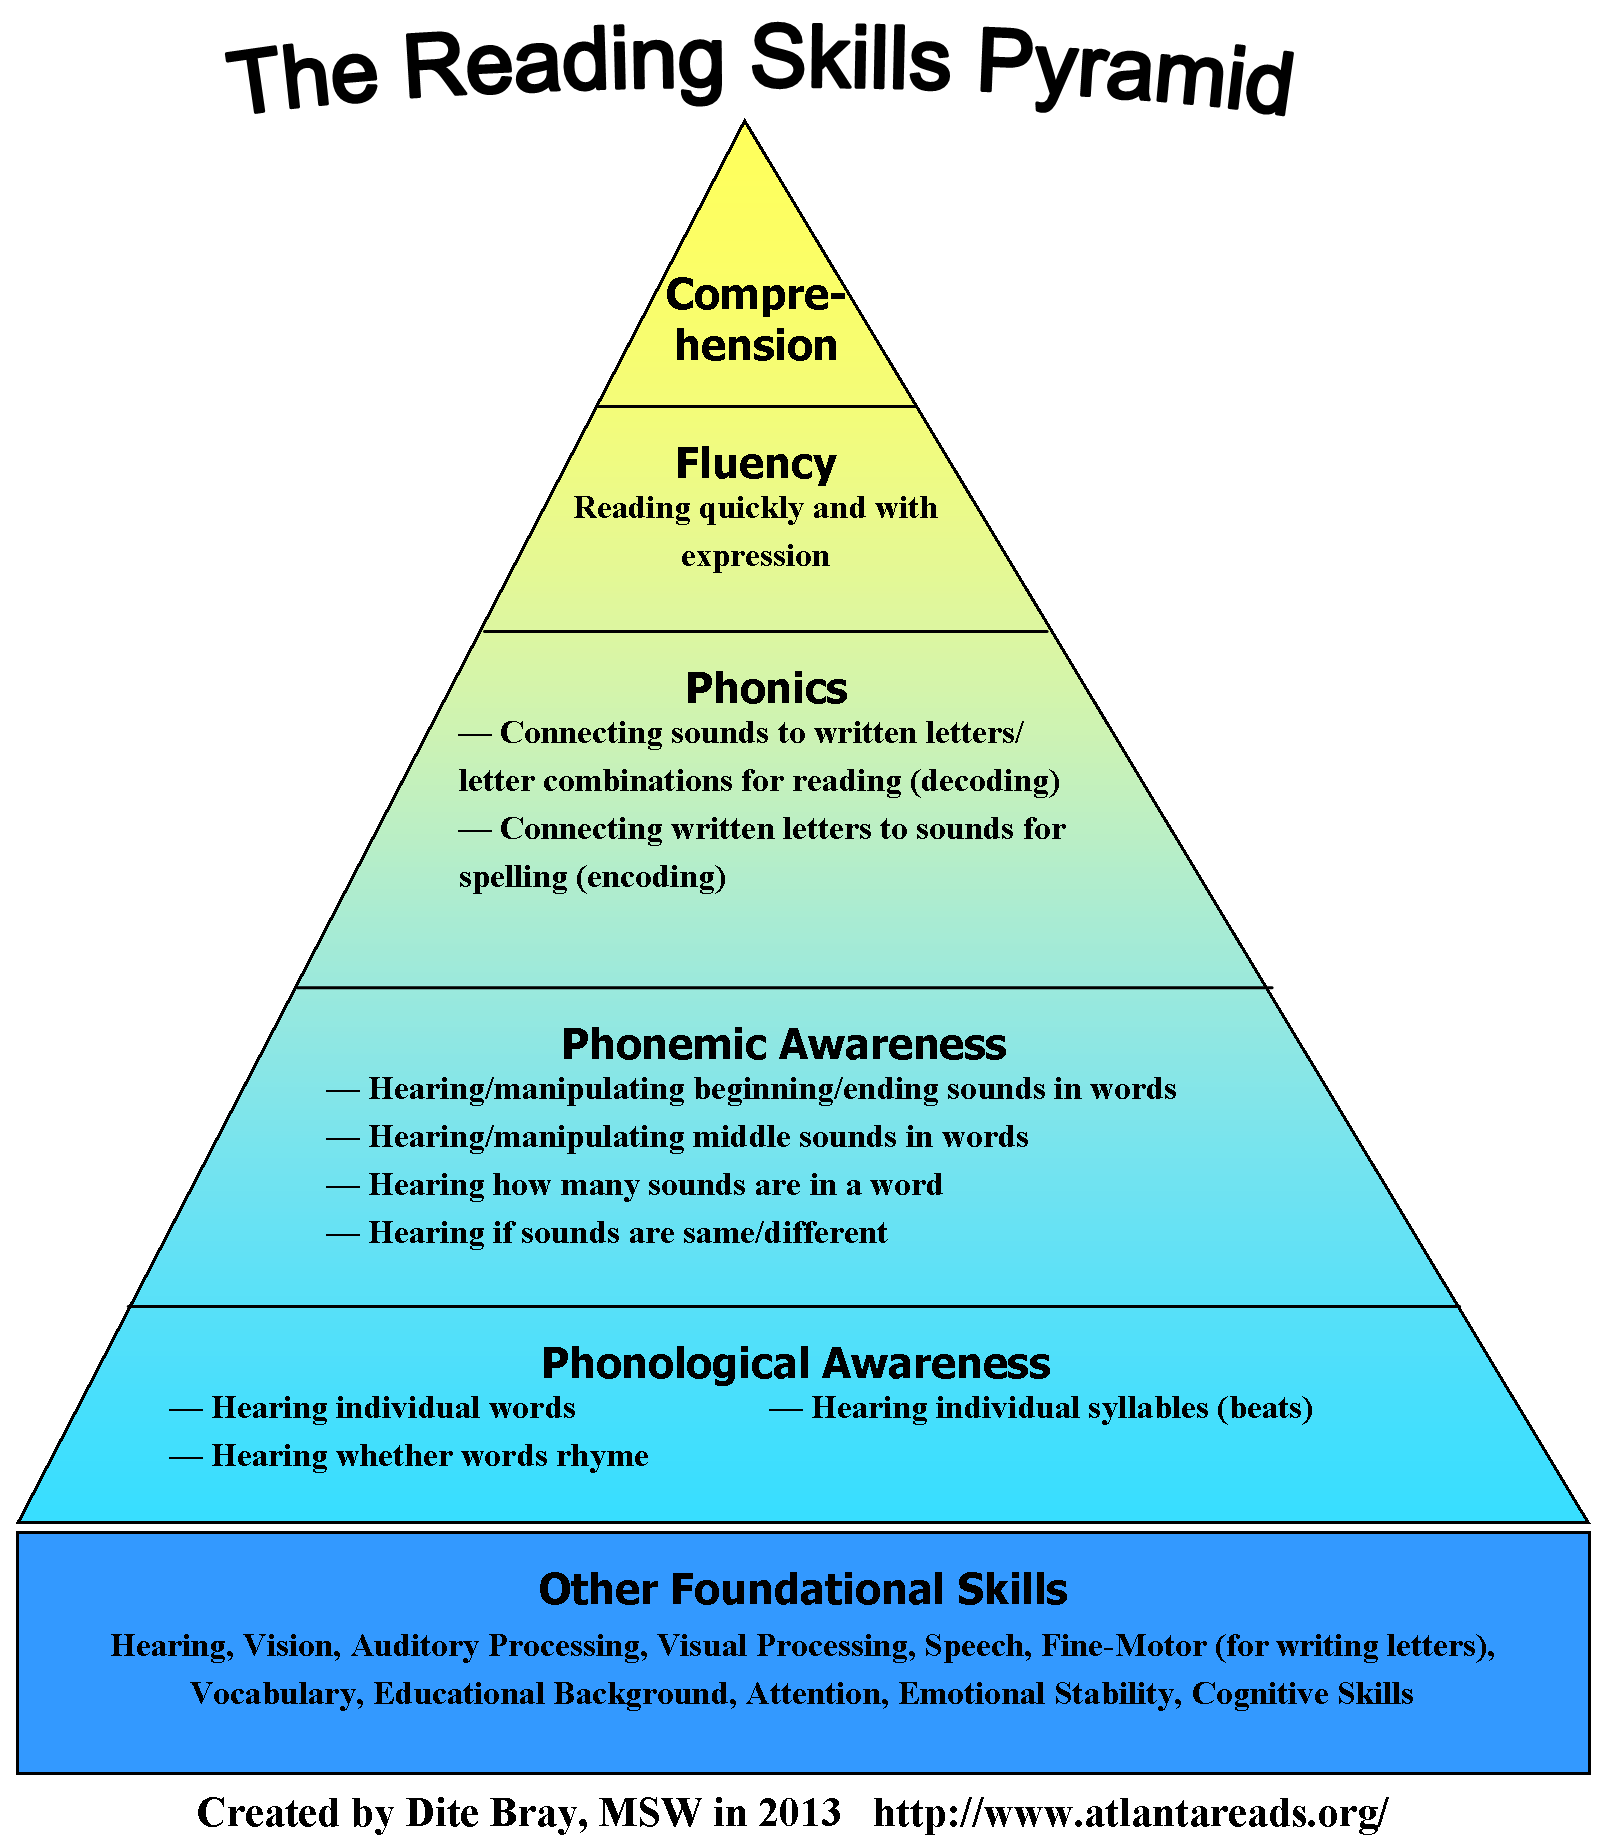 The Reading Skills Pyramid
Compre-
hension
Fluency
Reading quickly and with
expression
Phonics
— Connecting sounds to written letters/
letter combinations for reading (decoding)
— Connecting written letters to sounds for
spelling (encoding)
Phonemic Awareness
— Hearing/manipulating beginning/ending sounds in words
— Hearing/manipulating middle sounds in words
— Hearing how many sounds are in a word
— Hearing if sounds are same/different
Phonological Awareness
— Hearing individual words — Hearing individual syllables (beats)
— Hearing whether words rhyme
Other Foundational Skills
Hearing, Vision, Auditory Processing, Visual Processing, Speech, Fine-Motor (for writing letters),
Vocabulary, Educational Background, Attention, Emotional Stability, Cognitive Skills
Created by Dite Bray, MSW in 2013 http://www.atlantareads.org/